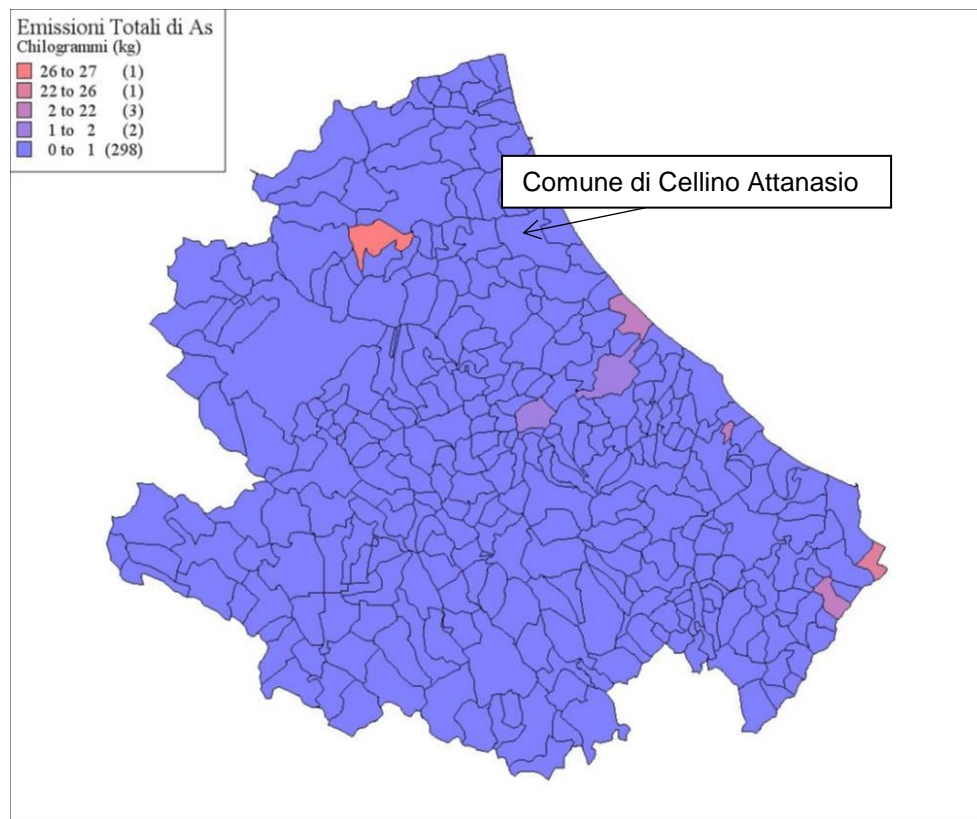 Emissioni Totali di As
Chilogrammi (kg)
26 to 27 (1)
22 to 26 (1)
2 to 22 (3)
1 to 2 (2)
0 to 1 (298)
Comune di Cellino Attanasio